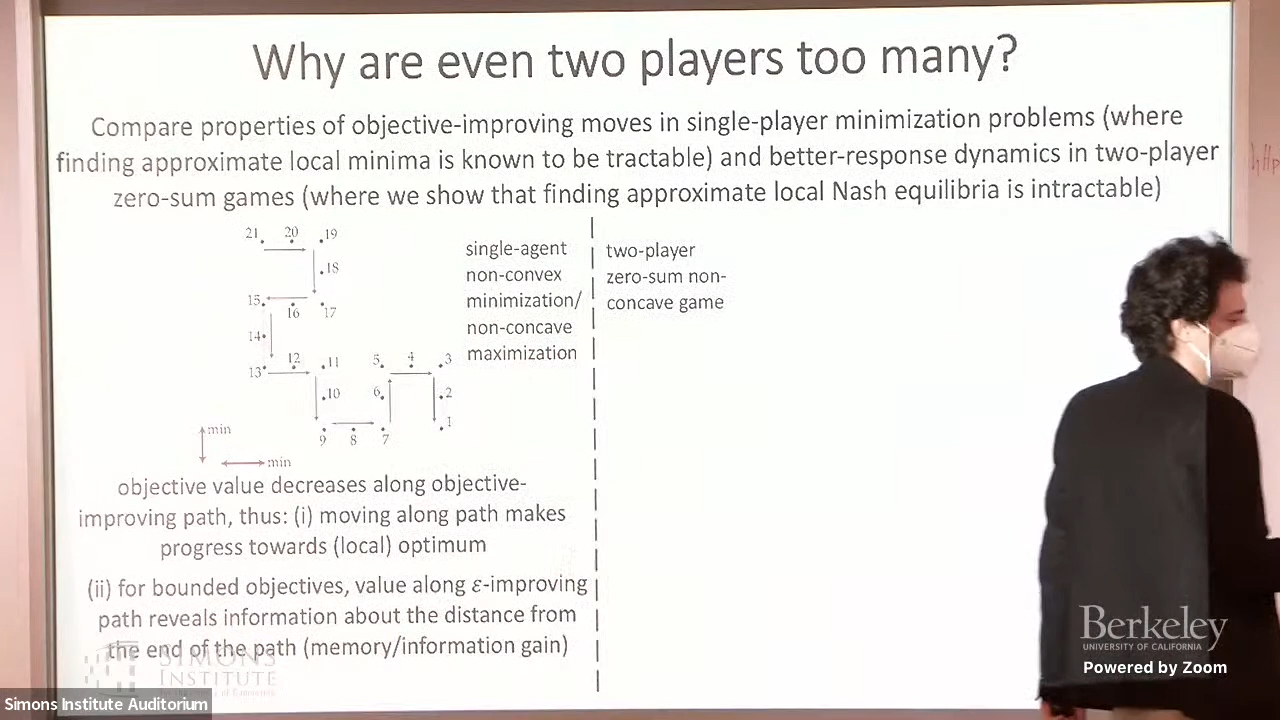 Why are even two players too many?
Compare properties of objective-improving moves in single-player minimization problems (where
finding approximate local minima is known to be tractable) and better-response dynamics in two-player
zero-sum games (where we show that finding approximate local Nash equilibria is intractable)
21 20 19
18
15 16 17
14
13 12 11 5 4 3
10 6 2
9 8 7 1
min
min
single-agent
non-convex
minimization/
non-concave
maximization
two-player
zero-sum non-
concave game
objective value decreases along objective-
improving path, thus: (i) moving along path makes
progress towards (local) optimum
(ii) for bounded objectives, value along ε-improving
path reveals information about the distance from
the end of the path (memory/information gain)
SIMONS
INSTITUTE
Berkeley
UNIVERSITY OF CALIFORNIA
Powered by Zoom
Simons Institute Auditorium